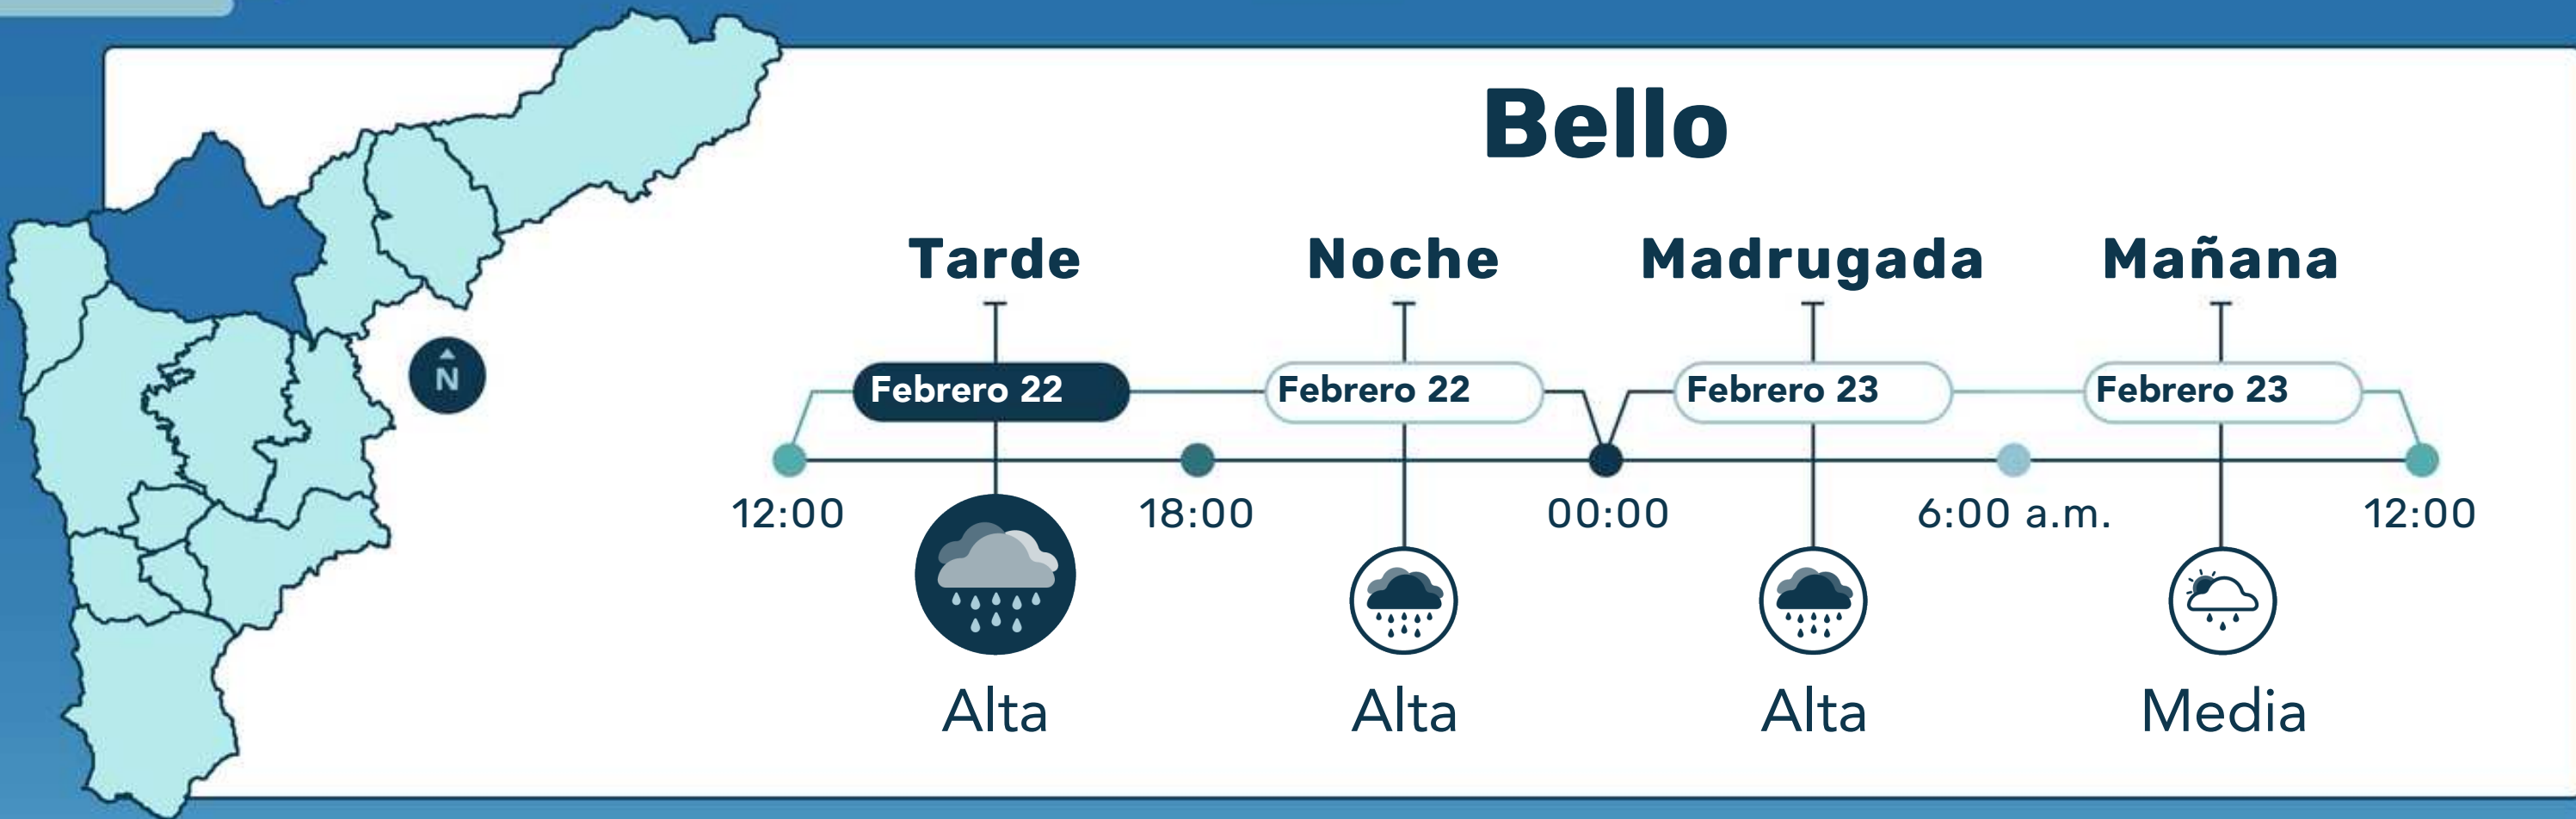 Bello
Tarde Noche Madrugada Mañana
N
Febrero 22 Febrero 22 Febrero 23 Febrero 23
12:00 18:00 00:00 6:00 a.m. 12:00
Alta Alta Alta Media